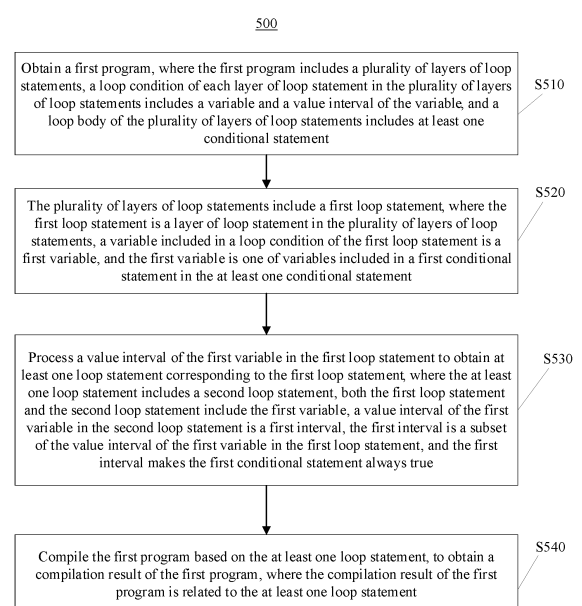 500
Obtain a first program, where the first program includes a plurality of layers of loop
statements, a loop condition of each layer of loop statement in the plurality of layers
of loop statements includes a variable and a value interval of the variable, and a
loop body of the plurality of layers of loop statements includes at least one
conditional statement
S510
The plurality of layers of loop statements include a first loop statement, where the
first loop statement is a layer of loop statement in the plurality of layers of loop
statements, a variable included in a loop condition of the first loop statement is a
first variable, and the first variable is one of variables included in a first conditional
statement in the at least one conditional statement
S520
Process a value interval of the first variable in the first loop statement to obtain at
least one loop statement corresponding to the first loop statement, where the at least
one loop statement includes a second loop statement, both the first loop statement
and the second loop statement include the first variable, a value interval of the first
variable in the second loop statement is a first interval, the first interval is a subset
of the value interval of the first variable in the first loop statement, and the first
interval makes the first conditional statement always true
S530
Compile the first program based on the at least one loop statement, to obtain a
compilation result of the first program, where the compilation result of the first
program is related to the at least one loop statement
S540